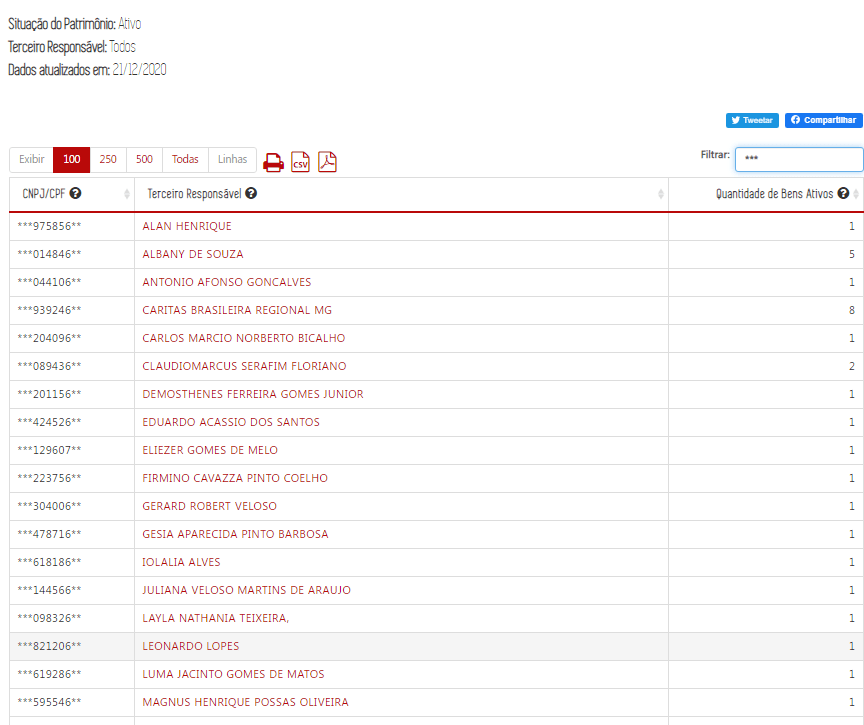 Situação do Patrimônio: Ativo
Terceiro Responsável: Todos
Dados atualizados em: 21/12/2020
Tweetar Compartilhar
Exibir 100 250 500 Todas Linhas CSV Filtrar: ***
CNPJ/CPF ? Terceiro Responsável ? Quantidade de Bens Ativos ?
***975856** ALAN HENRIQUE 1
***014846** ALBANY DE SOUZA 5
***044106** ANTONIO AFONSO GONCALVES 1
***939246** CARITAS BRASILEIRA REGIONAL MG 8
***204096** CARLOS MARCIO NORBERTO BICALHO 1
***089436** CLAUDIOMARCUS SERAFIM FLORIANO 2
***201156** DEMOSTHENES FERREIRA GOMES JUNIOR 1
***424526** EDUARDO ACASSIO DOS SANTOS 1
***129607** ELIEZER GOMES DE MELO 1
***223756** FIRMINO CAVAZZA PINTO COELHO 1
***304006** GERARD ROBERT VELOSO 1
***478716** GESIA APARECIDA PINTO BARBOSA 1
***618186** IOLALIA ALVES 1
***144566** JULIANA VELOSO MARTINS DE ARAUJO 1
***098326** LAYLA NATHANIA TEIXEIRA, 1
***821206** LEONARDO LOPES 1
***619286** LUMA JACINTO GOMES DE MATOS 1
***595546** MAGNUS HENRIQUE POSSAS OLIVEIRA 1